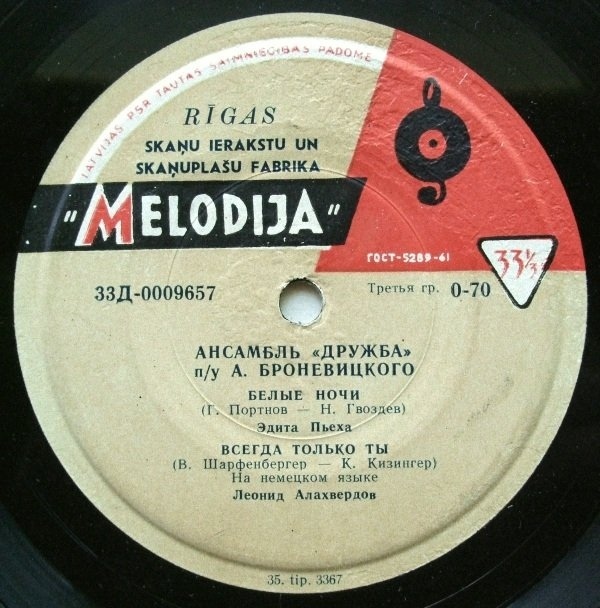 LATVIJAS PSR TAUTAS SAIMNIECĪBAS PADOME
RĪGAS
SKAŅU IERAKSTU UN
SKAŅUPLAŠU FABRIKA
"MELODIJA"
ГОСТ-5289-61
33⅓
33Д-0009657
Третья гр. 0-70
АНСАМБЛЬ «ДРУЖБА»
п/у А. БРОНЕВИЦКОГО
БЕЛЫЕ НОЧИ
(Г. Портнов — Н. Гвоздев)
Эдита Пьеха
ВСЕГДА ТОЛЬКО ТЫ
(В. Шарфенбергер — К. Кизингер)
На немецком языке
Леонид Алахвердов
35. tip. 3367